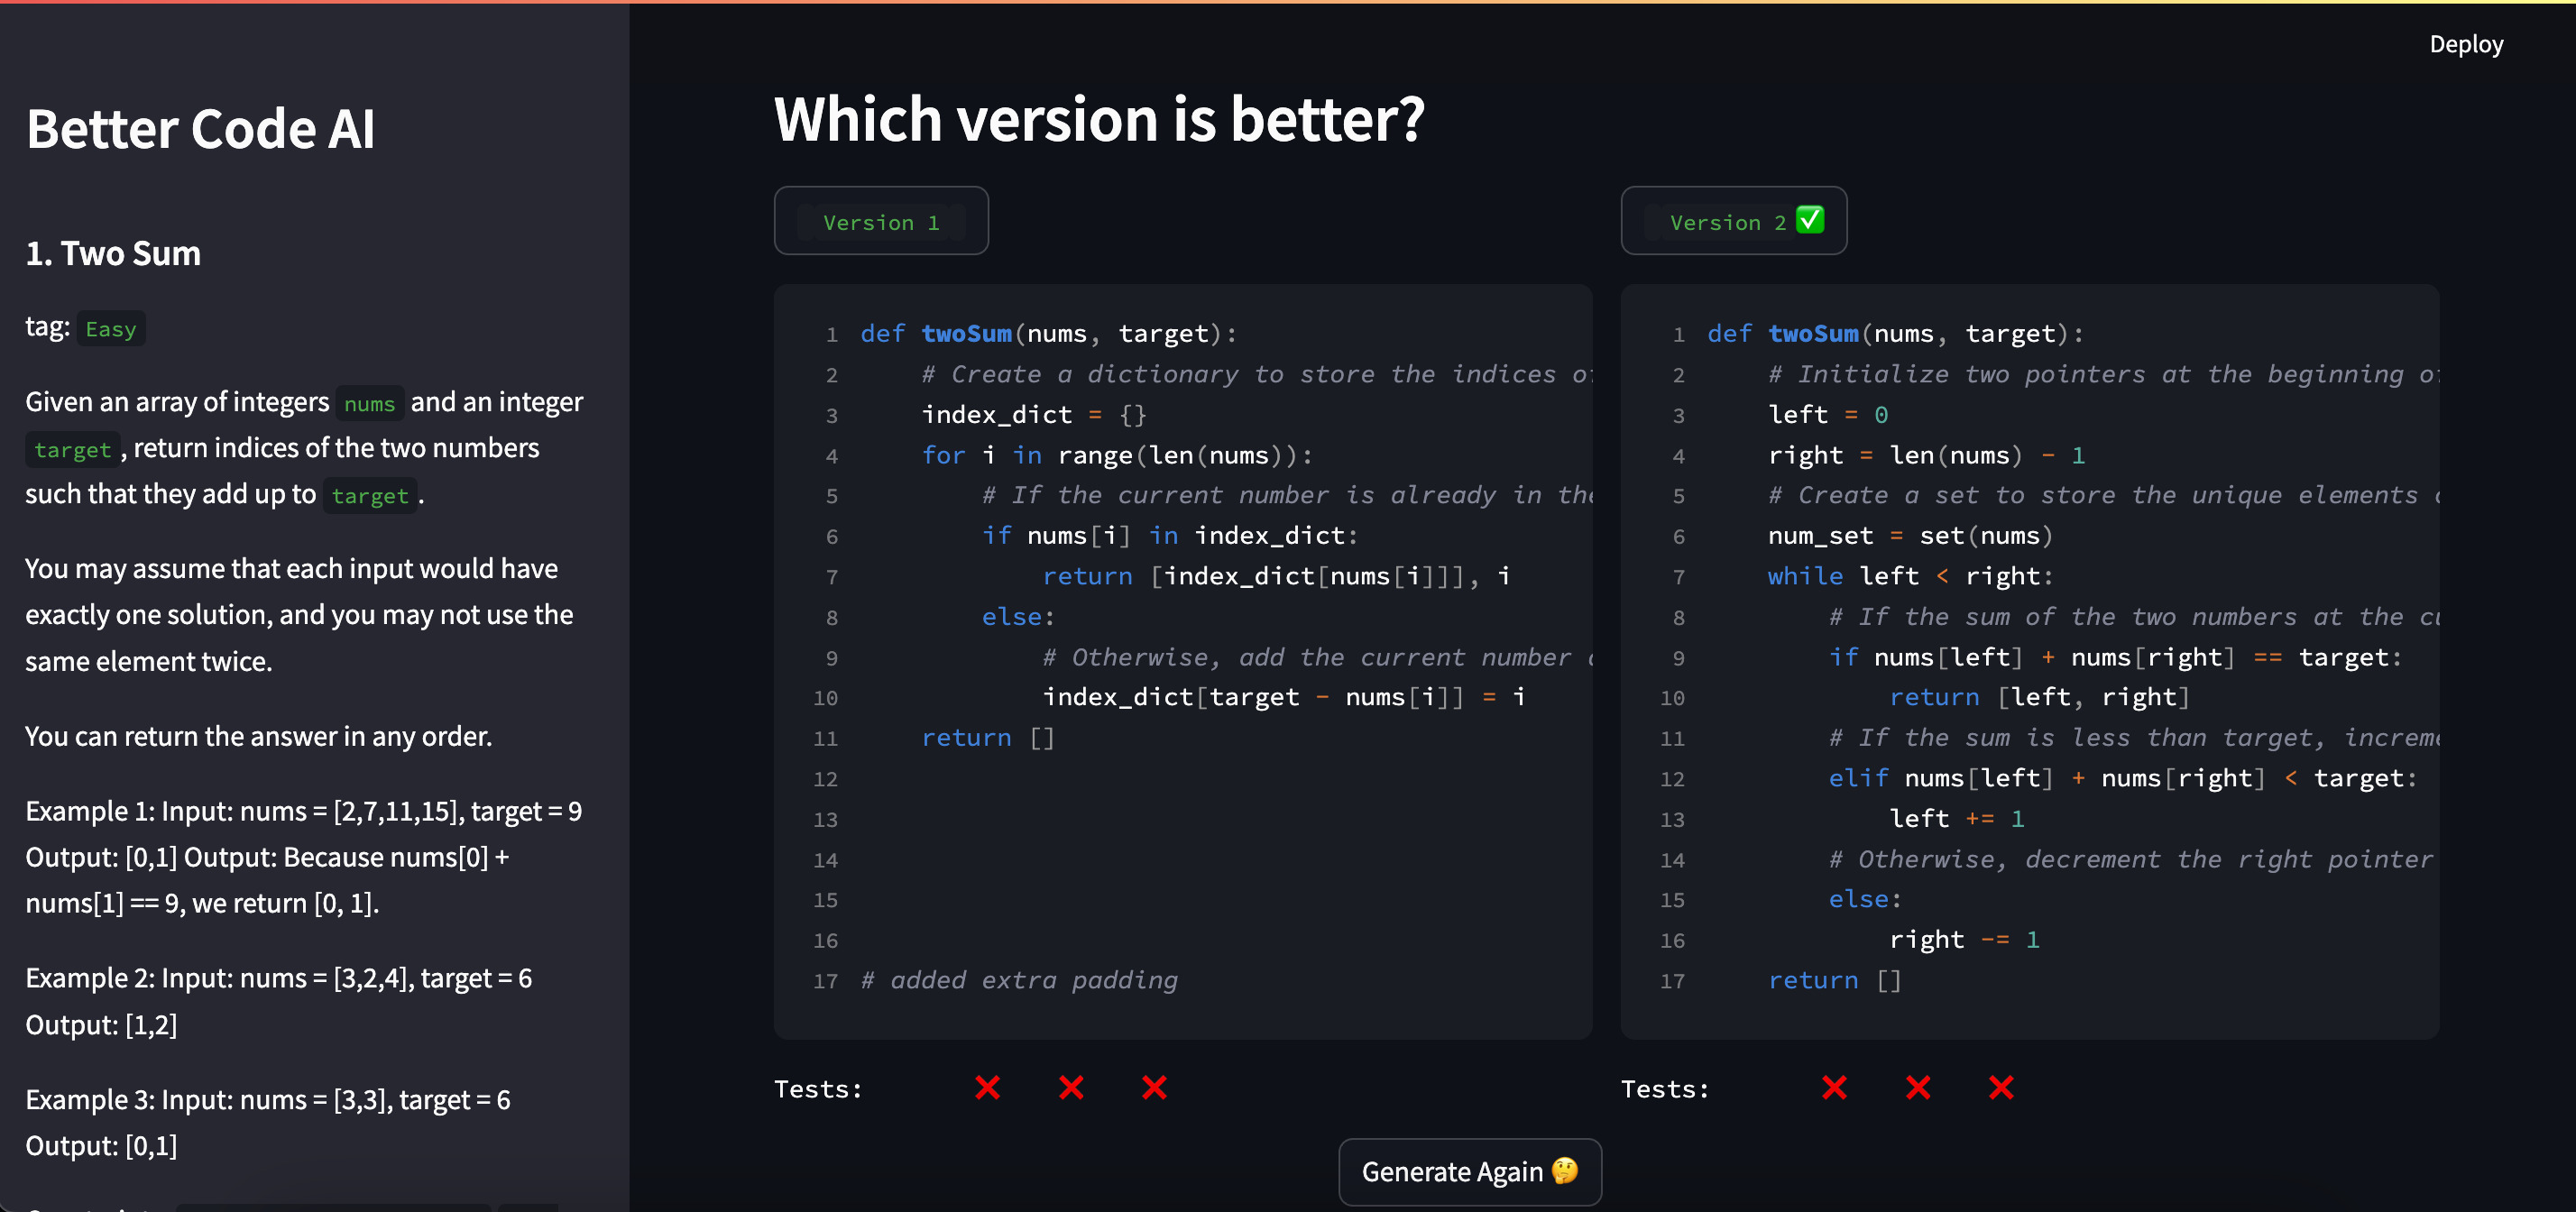 Deploy
Better Code AI
1. Two Sum
tag: Easy
Given an array of integers nums and an integer
target, return indices of the two numbers
such that they add up to target.
You may assume that each input would have
exactly one solution, and you may not use the
same element twice.
You can return the answer in any order.
Example 1: Input: nums = [2,7,11,15], target = 9
Output: [0,1] Output: Because nums[0] +
nums[1] == 9, we return [0, 1].
Example 2: Input: nums = [3,2,4], target = 6
Output: [1,2]
Example 3: Input: nums = [3,3], target = 6
Output: [0,1]
Which version is better?
Version 1
1 def twoSum(nums, target):
2     # Create a dictionary to store the indices
3     index_dict = {}
4     for i in range(len(nums)):
5         # If the current number is already in
6         if nums[i] in index_dict:
7             return [index_dict[nums[i]]], i
8         else:
9             # Otherwise, add the current number
10             index_dict[target - nums[i]] = i
11     return []
12
13
14
15
16
17 # added extra padding
Tests: ❌ ❌ ❌
Version 2 ✅
1 def twoSum(nums, target):
2     # Initialize two pointers at the beginning
3     left = 0
4     right = len(nums) - 1
5     # Create a set to store the unique elements
6     num_set = set(nums)
7     while left < right:
8         # If the sum of the two numbers at the
9         if nums[left] + nums[right] == target:
10             return [left, right]
11         # If the sum is less than target,
12         elif nums[left] + nums[right] < target:
13             left += 1
14         # Otherwise, decrement the right pointer
15         else:
16             right -= 1
17     return []
Tests: ❌ ❌ ❌
Generate Again 🤔